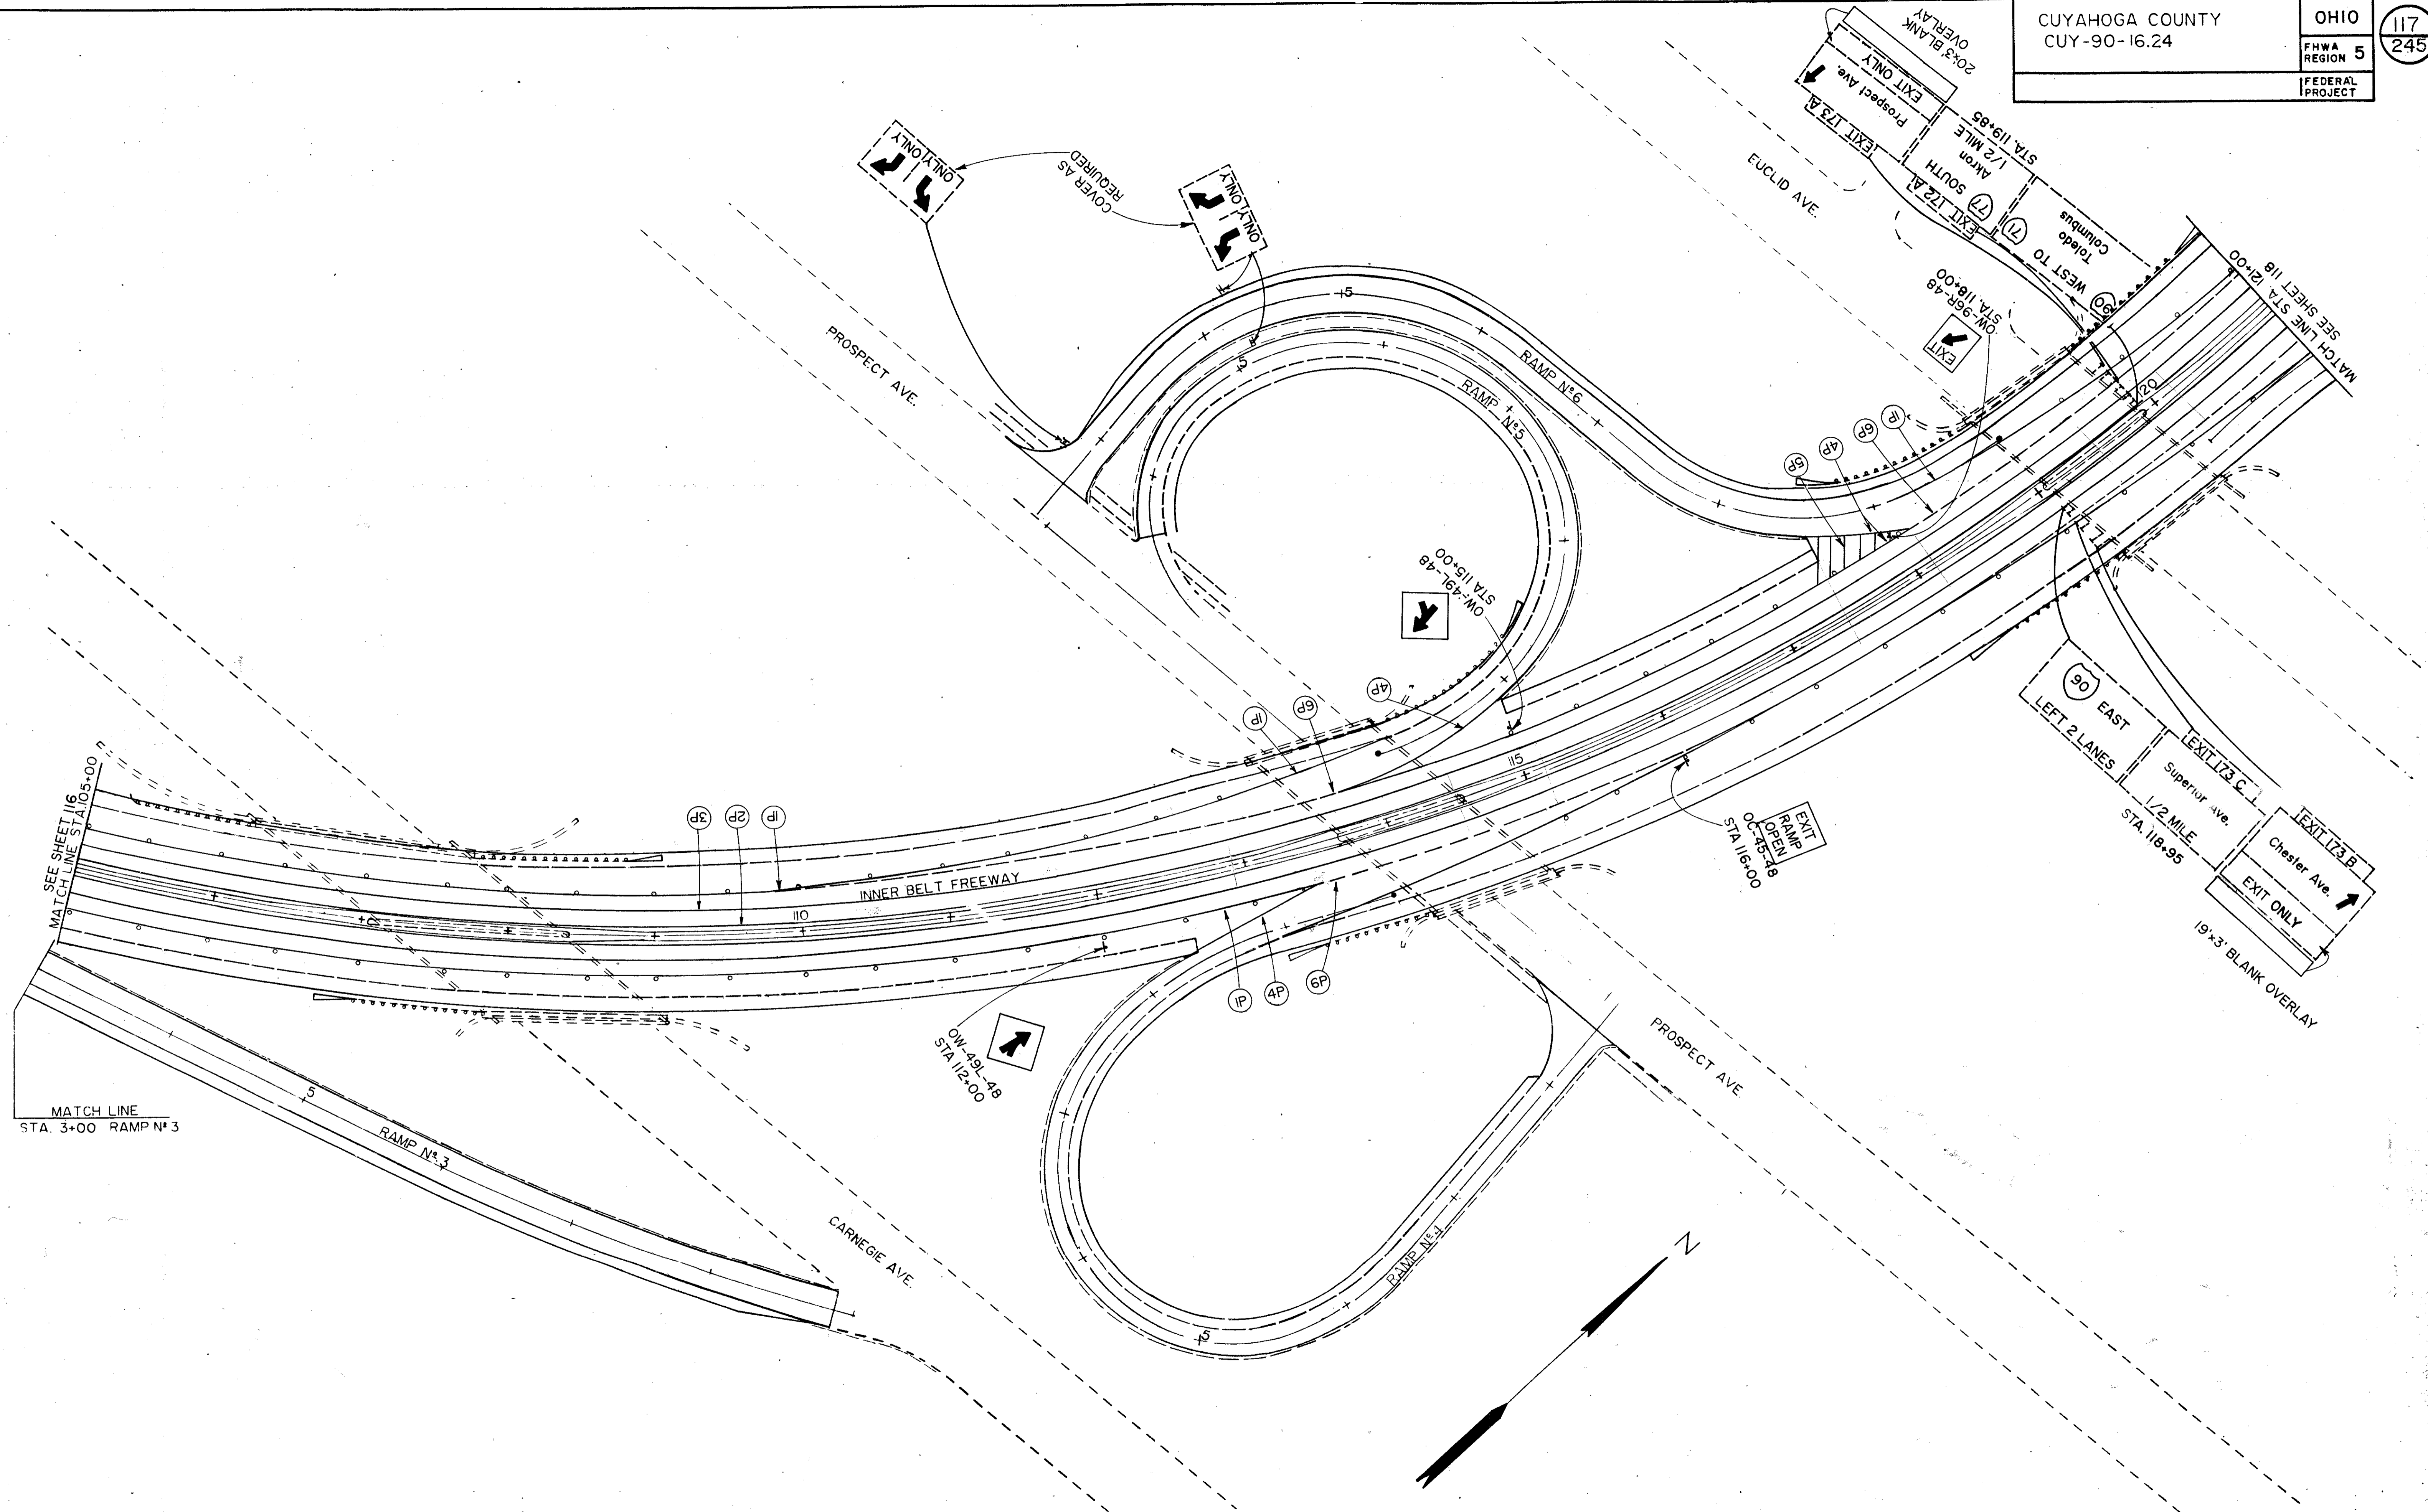 CUYAHOGA COUNTY
CUY-90-16.24
OHIO
FHWA
REGION 5
FEDERAL
PROJECT
117
245
20'x3' BLANK
OVERLAY
EXIT 173 A
Prospect Ave.
EXIT ONLY
EXIT 172 A
77 SOUTH
Akron
1/2 MILE
STA. 119+85
90 WEST TO 71
Toledo
Columbus
ONLY ONLY
COVER AS
REQUIRED
ONLY ONLY
EUCLID AVE.
MATCH LINE STA. 121+00
SEE SHEET 118
EXIT
OW-96R-48
STA. 118+00
PROSPECT AVE.
5
RAMP Nº 6
5
RAMP Nº 5
120
5P
4P
6P
1P
OW-49L-48
STA 115+00
1P
6P
4P
115
90 EAST
LEFT 2 LANES
EXIT 173 C
Superior Ave.
1/2 MILE
STA. 118+95
EXIT 173 B
Chester Ave.
EXIT ONLY
19'x3' BLANK OVERLAY
SEE SHEET 116
MATCH LINE STA. 105+00
3P
2P
1P
INNER BELT FREEWAY
110
EXIT
RAMP
OPEN
OC-45-48
STA 116+00
1P
4P
6P
OW-49L-48
STA 112+00
PROSPECT AVE.
MATCH LINE
STA. 3+00 RAMP Nº 3
5
RAMP Nº 3
CARNEGIE AVE.
5
RAMP Nº 4
N